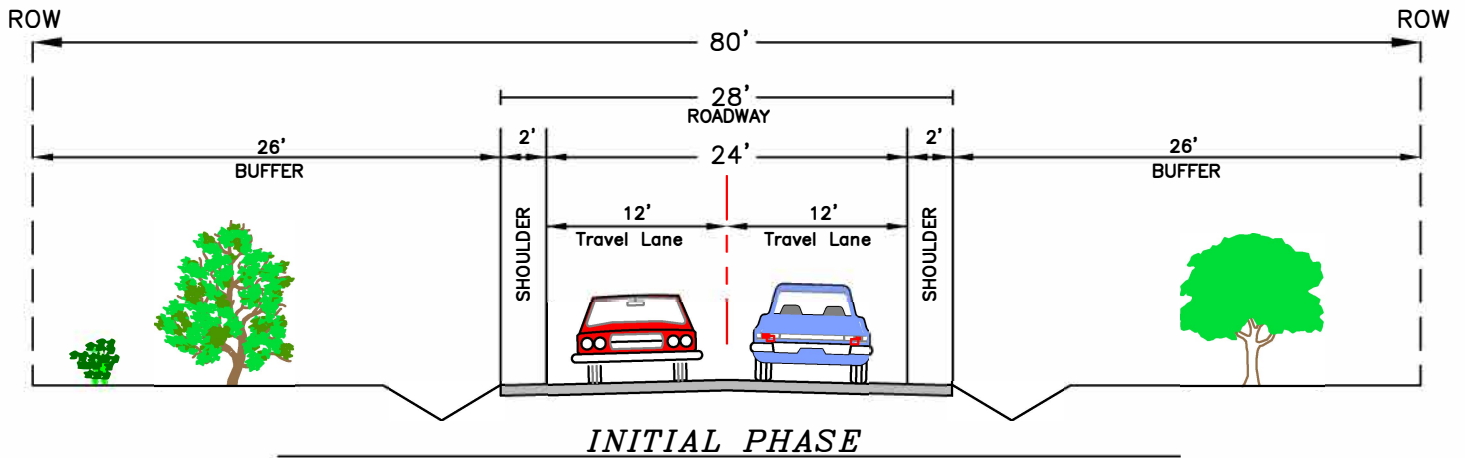 ROW
ROW
80'
28'
ROADWAY
2'
2'
26'
BUFFER
24'
26'
BUFFER
SHOULDER
12'
Travel Lane
12'
Travel Lane
SHOULDER
INITIAL PHASE